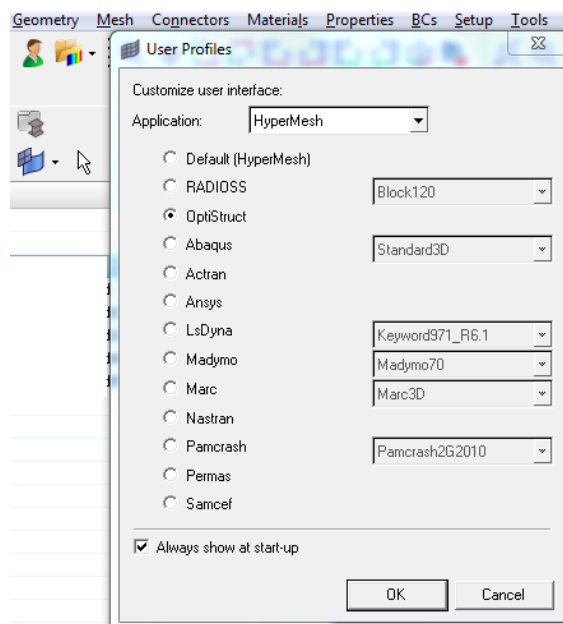 Geometry Mesh Connectors Materials Properties BCs Setup Tools
User Profiles
Customize user interface:
Application: HyperMesh
Default (HyperMesh)
RADIOSS Block120
OptiStruct
Abaqus Standard3D
Actran
Ansys
LsDyna Keyword971_R6.1
Madymo Madymo70
Marc Marc3D
Nastran
Pamcrash Pamcrash2G2010
Permas
Samcef
Always show at start-up
OK Cancel